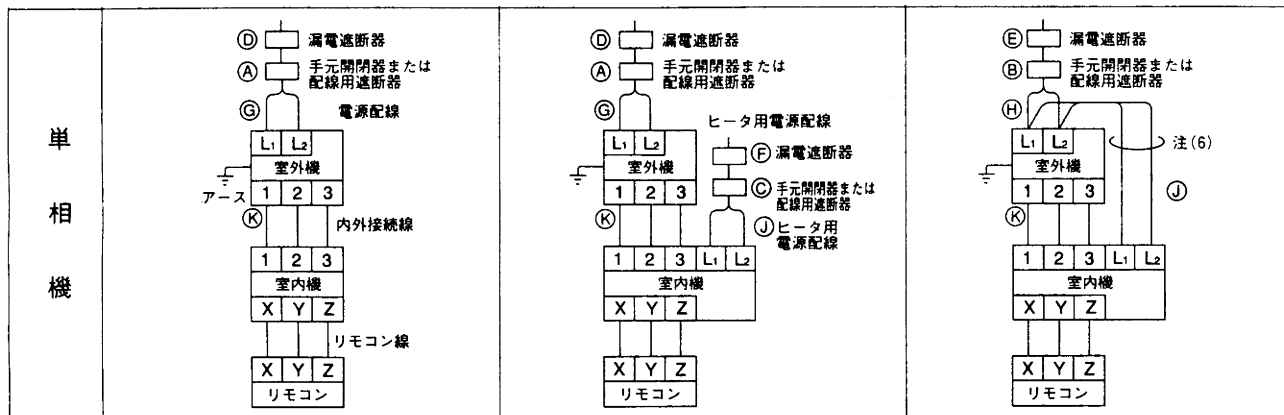 単相機
Ⓓ 漏電遮断器
Ⓐ 手元開閉器または
配線用遮断器
Ⓖ 電源配線
L₁ L₂
室外機
アース
1 2 3
Ⓚ 内外接続線
1 2 3
室内機
X Y Z
リモコン線
X Y Z
リモコン
Ⓓ 漏電遮断器
Ⓐ 手元開閉器または
配線用遮断器
Ⓖ
ヒータ用電源配線
L₁ L₂
室外機
Ⓕ 漏電遮断器
Ⓒ 手元開閉器または
配線用遮断器
1 2 3
Ⓚ
Ⓙ ヒータ用
電源配線
1 2 3 L₁ L₂
室内機
X Y Z
X Y Z
リモコン
Ⓔ 漏電遮断器
Ⓑ 手元開閉器または
配線用遮断器
Ⓗ
L₁ L₂
注(6)
室外機
1 2 3
Ⓙ
Ⓚ
1 2 3 L₁ L₂
室内機
X Y Z
X Y Z
リモコン